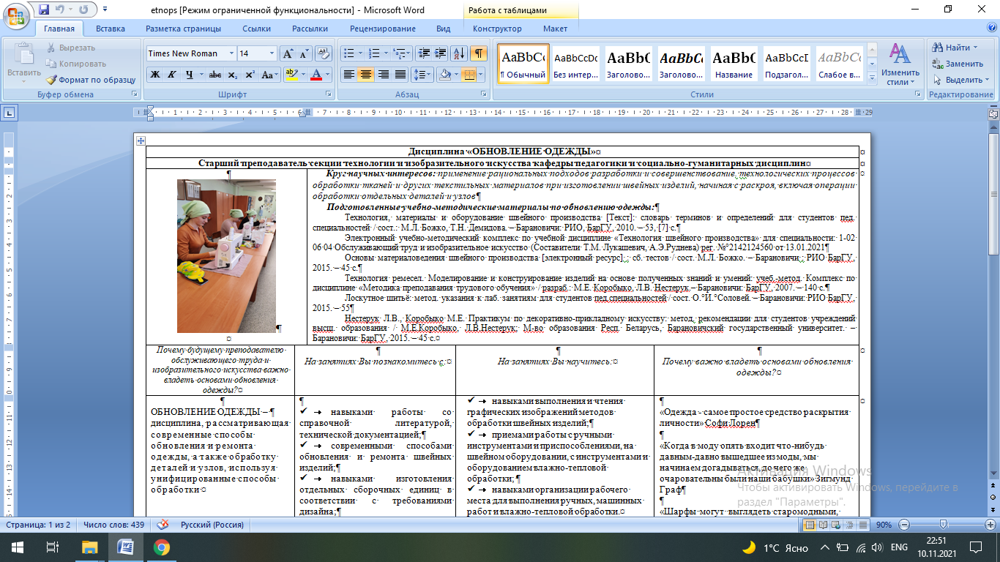 etnops [Режим ограниченной функциональности] - Microsoft Word
Работа с таблицами
Главная Вставка Разметка страницы Ссылки Рассылки Рецензирование Вид Конструктор Макет
Вставить
Вырезать
Копировать
Формат по образцу
Буфер обмена
Times New Roman 14
Ж К Ч abc x₂ x² Aa
Шрифт
Абзац
AaBbCc AaBbCcDc AaBbC AaBbCc AaBbC AaBbCcI AaBbCcI
¶ Обычный Без интер... Заголово... Заголово... Название Подзагол... Слабое в...
Стили
Изменить стили
Найти
Заменить
Выделить
Редактирование
Дисциплина «ОБНОВЛЕНИЕ ОДЕЖДЫ»
Старший преподаватель секции технологии и изобразительного искусства кафедры педагогики и социально-гуманитарных дисциплин
Круг научных интересов: применение рациональных подходов разработки и совершенствование технологических процессов
обработки тканей и других текстильных материалов при изготовлении швейных изделий, начиная с раскроя, включая операции
обработки отдельных деталей и узлов
Подготовленные учебно-методические материалы по обновлению одежды:
Технология, материалы и оборудование швейного производства [Текст]: словарь терминов и определений для студентов пед.
специальностей / сост.: М.Л. Божко, Т.Н. Демидова. – Барановичи: РИО, БарГУ, 2010. – 53, [7] с.
Электронный учебно-методический комплекс по учебной дисциплине «Технология швейного производства» для специальности: 1-02
06 04 Обслуживающий труд и изобразительное искусство (Составители Т.М. Лукашевич, А.Э.Руднева) рег. №°2142124560 от 13.01.2021
Основы материаловедения швейного производства [электронный ресурс] : сб. тестов / сост. М.Л. Божко. – Барановичи : РИО БарГУ,
2015. – 45 с.
Технология ремесел. Моделирование и конструирование изделий на основе полученных знаний и умений: учеб.-метод. Комплекс по
дисциплине «Методика преподавания трудового обучения» / разраб.: М.Е. Коробыко, Л.В. Нестерук.– Барановичи: БарГУ, 2007. – 140 с.
Лоскутное шитьё: метод. указания к лаб. занятиям для студентов пед.специальностей / сост. О.°И.°Соловей. – Барановичи: РИО БарГУ,
2015. – 55
Нестерук Л.В., Коробыко М.Е. Практикум по декоративно-прикладному искусству: метод. рекомендации для студентов учреждений
высш. образования / М.Е.Коробыко, Л.В.Нестерук; М-во образования Респ. Беларусь, Барановичский государственный университет. –
Барановичи: БарГУ, 2015. – 45 с.
Почему будущему преподавателю
обслуживающего труда и
изобразительного искусства важно
владеть основами обновления
одежды?
На занятиях Вы познакомитесь с:
На занятиях Вы научитесь:
Почему важно владеть основами обновления
одежды?
ОБНОВЛЕНИЕ ОДЕЖДЫ –
дисциплина, рассматривающая
современные способы
обновления и ремонта
одежды, а также обработку
деталей и узлов, используя
унифицированные способы
обработки
навыками работы со
справочной литературой,
технической документацией;
современными способами
обновления и ремонта швейных
изделий;
навыками изготовления
отдельных сборочных единиц в
соответствии с требованиями
дизайна;
навыками выполнения и чтения
графических изображений методов
обработки швейных изделий;
приемами работы с ручными
инструментами и приспособлениями, на
швейном оборудовании, с инструментами и
оборудованием влажно-тепловой
обработки;
навыками организации рабочего
места для выполнения ручных, машинных
работ и влажно-тепловой обработки.
«Одежда - самое простое средство раскрытия
личности» Софи Лорен
«Когда в моду опять входит что-нибудь
давным-давно вышедшее из моды, мы
начинаем догадываться, до чего же
очаровательны были наши бабушки» Зигмунд
Граф
«Шарфы могут выглядеть старомодными,
Активация Windows
Чтобы активировать Windows, перейдите в
раздел "Параметры".
Страница: 1 из 2 Число слов: 439 Русский (Россия) 90%
1°C Ясно ENG 22:51
10.11.2021